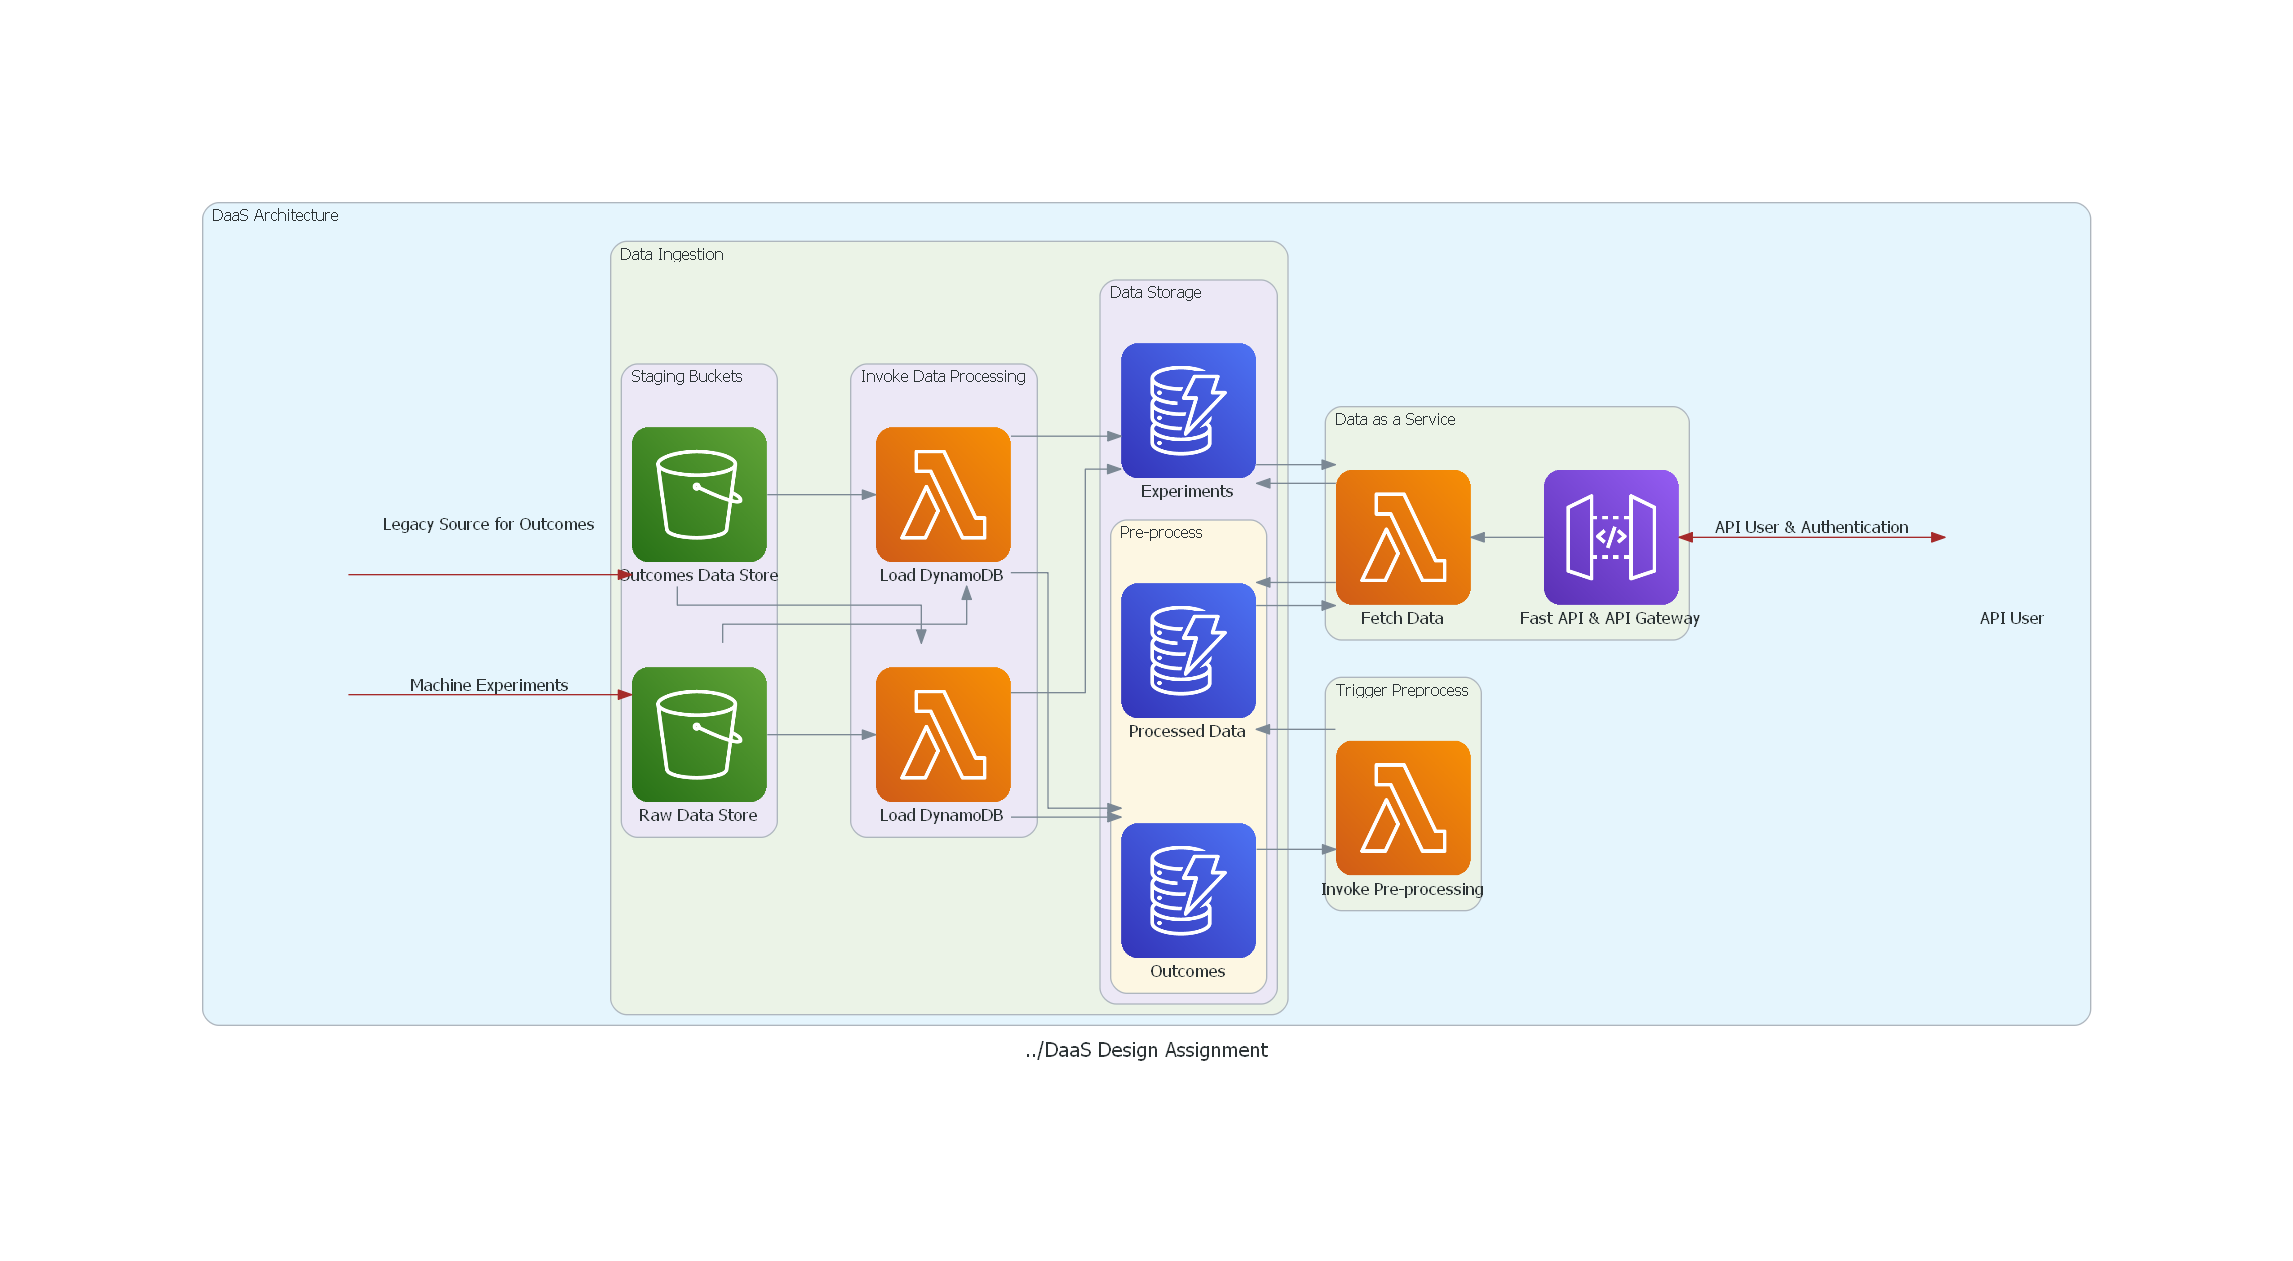 DaaS Architecture
Data Ingestion
Data Storage
Staging Buckets
Invoke Data Processing
Data as a Service
Experiments
Legacy Source for Outcomes
Pre-process
API User & Authentication
Outcomes Data Store
Load DynamoDB
Fetch Data
Fast API & API Gateway
API User
Machine Experiments
Trigger Preprocess
Processed Data
</>
Raw Data Store
Load DynamoDB
Invoke Pre-processing
Outcomes
../DaaS Design Assignment